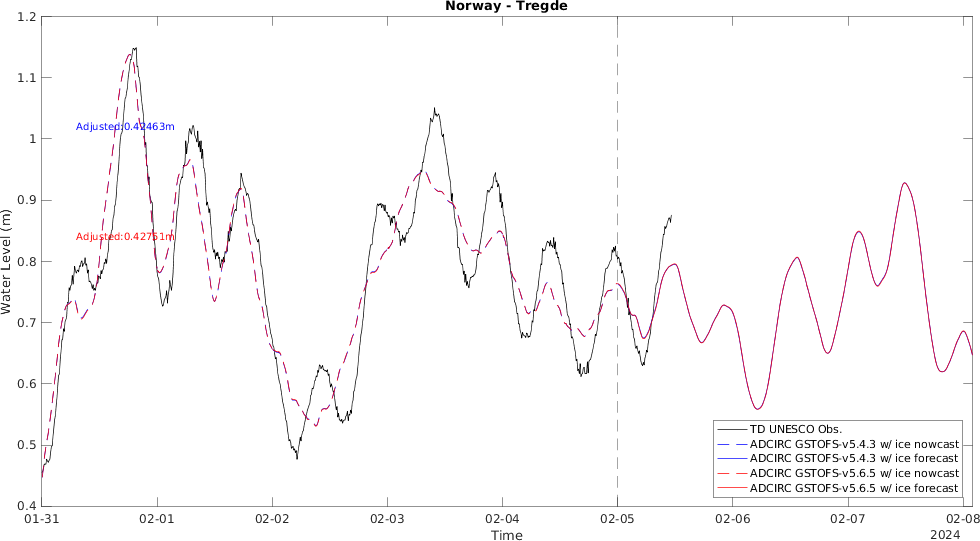 Norway - Tregde
1.2
1.1
1
0.9
0.8
0.7
0.6
0.5
0.4
Water Level (m)
Adjusted:0.42463m
Adjusted:0.42751m
TD UNESCO Obs.
ADCIRC GSTOFS-v5.4.3 w/ ice nowcast
ADCIRC GSTOFS-v5.4.3 w/ ice forecast
ADCIRC GSTOFS-v5.6.5 w/ ice nowcast
ADCIRC GSTOFS-v5.6.5 w/ ice forecast
01-31 02-01 02-02 02-03 02-04 02-05 02-06 02-07 02-08
Time
2024